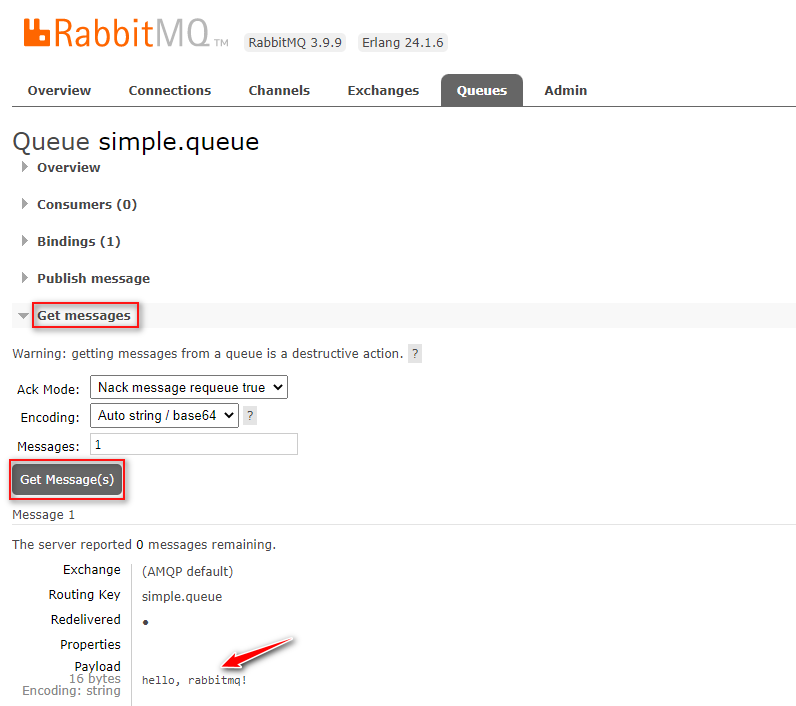 RabbitMQ TM RabbitMQ 3.9.9 Erlang 24.1.6
Overview Connections Channels Exchanges Queues Admin
Queue simple.queue
Overview
Consumers (0)
Bindings (1)
Publish message
Get messages
Warning: getting messages from a queue is a destructive action. ?
Ack Mode: Nack message requeue true
Encoding: Auto string / base64 ?
Messages: 1
Get Message(s)
Message 1
The server reported 0 messages remaining.
Exchange (AMQP default)
Routing Key simple.queue
Redelivered ●
Properties
Payload
16 bytes hello, rabbitmq!
Encoding: string